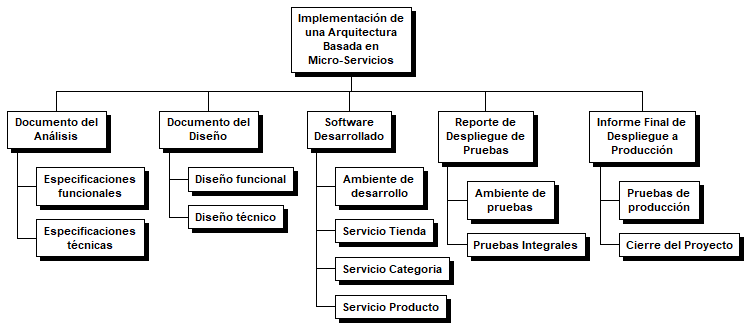 Implementación de
una Arquitectura
Basada en
Micro-Servicios
Documento del
Análisis
Especificaciones
funcionales
Especificaciones
técnicas
Documento del
Diseño
Diseño funcional
Diseño técnico
Software
Desarrollado
Ambiente de
desarrollo
Servicio Tienda
Servicio Categoria
Servicio Producto
Reporte de
Despliegue de
Pruebas
Ambiente de
pruebas
Pruebas Integrales
Informe Final de
Despliegue a
Producción
Pruebas de
producción
Cierre del Proyecto